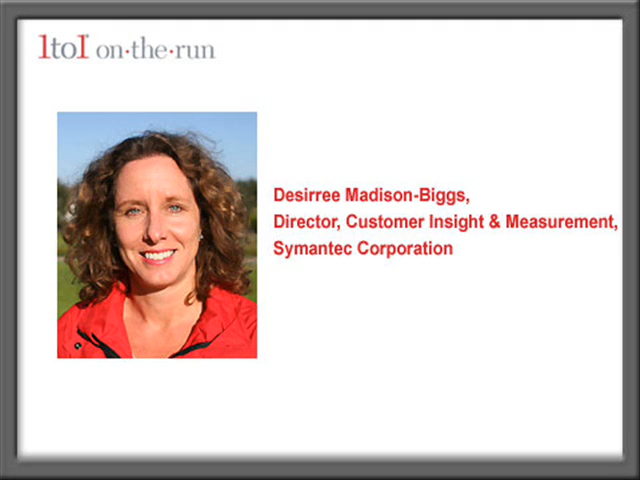 1to1 on·the·run
Desirree Madison-Biggs,
Director, Customer Insight & Measurement,
Symantec Corporation